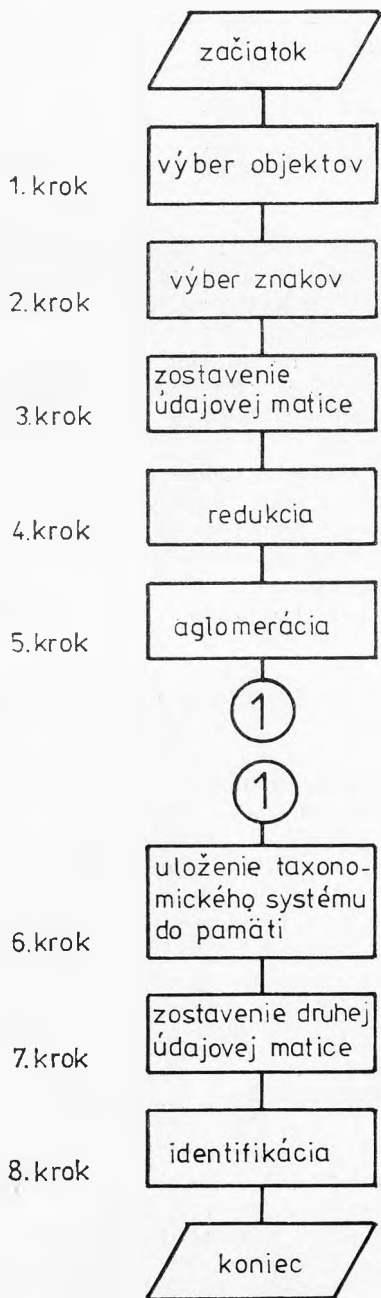 začiatok
výber objektov
1. krok
výber znakov
2. krok
zostavenie
údajovej matice
3. krok
redukcia
4. krok
aglomerácia
5. krok
1
1
uloženie taxono-
mického systému
do pamäti
6. krok
zostavenie druhej
údajovej matice
7. krok
identifikácia
8. krok
koniec